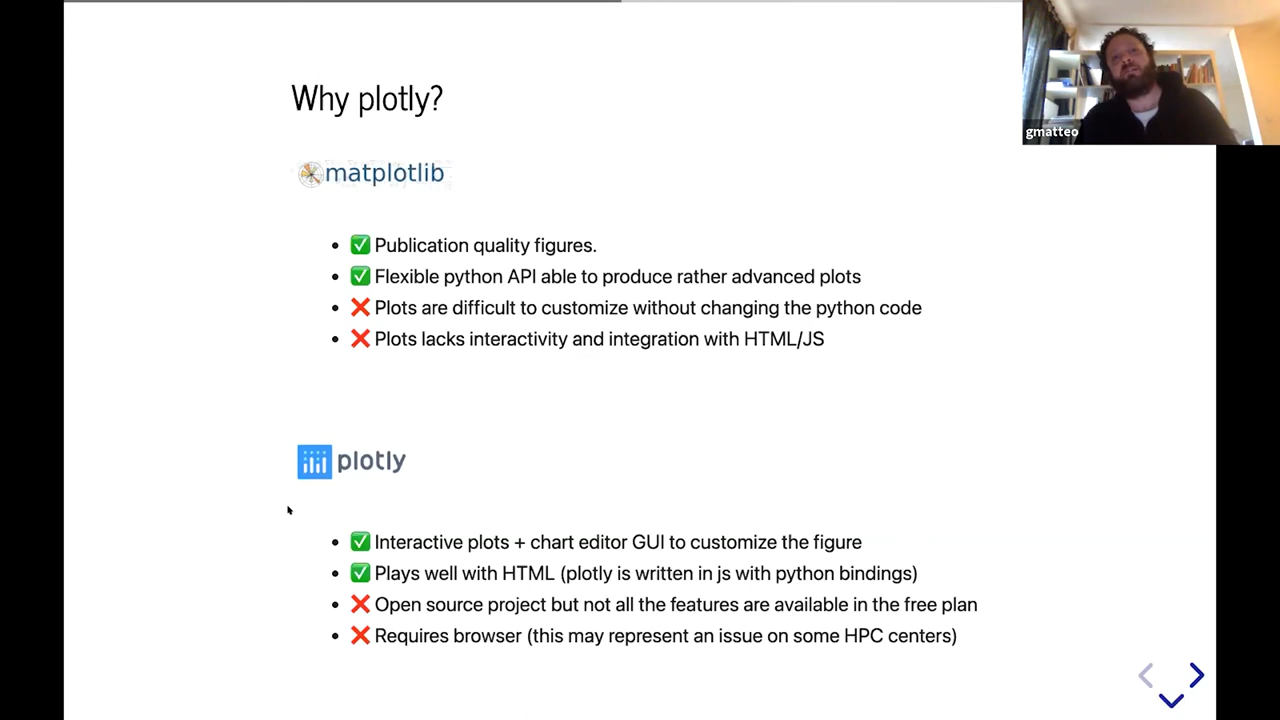 Why plotly?
gmatteo
matplotlib
✅ Publication quality figures.
✅ Flexible python API able to produce rather advanced plots
❌ Plots are difficult to customize without changing the python code
❌ Plots lacks interactivity and integration with HTML/JS
plotly
✅ Interactive plots + chart editor GUI to customize the figure
✅ Plays well with HTML (plotly is written in js with python bindings)
❌ Open source project but not all the features are available in the free plan
❌ Requires browser (this may represent an issue on some HPC centers)